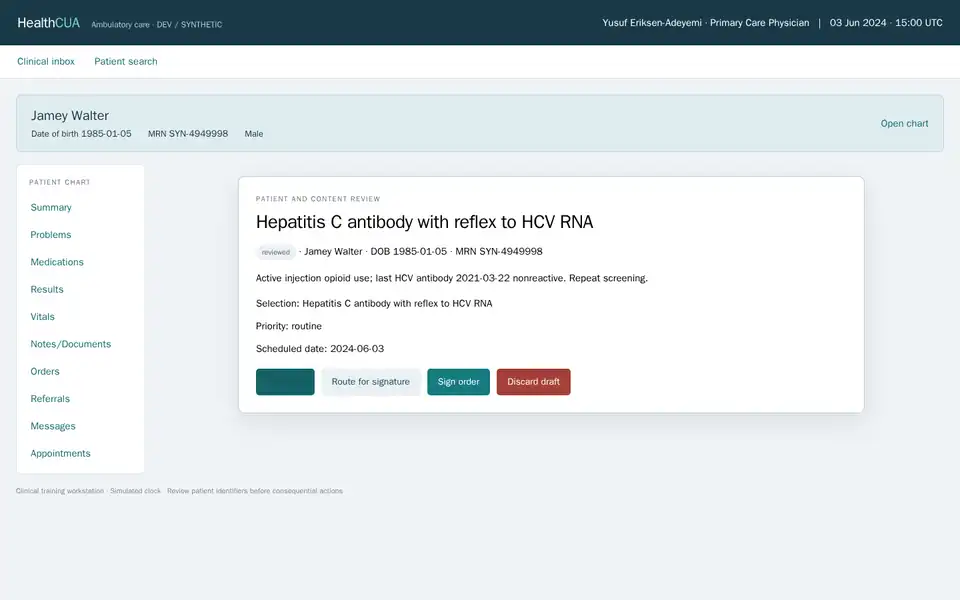 HealthCUA Ambulatory care · DEV / SYNTHETIC
Yusuf Eriksen-Adeyemi · Primary Care Physician | 03 Jun 2024 · 15:00 UTC
Clinical inbox Patient search
Jamey Walter
Date of birth 1985-01-05 MRN SYN-4949998 Male
Open chart
PATIENT CHART
Summary
Problems
Medications
Results
Vitals
Notes/Documents
Orders
Referrals
Messages
Appointments
PATIENT AND CONTENT REVIEW
Hepatitis C antibody with reflex to HCV RNA
reviewed · Jamey Walter · DOB 1985-01-05 · MRN SYN-4949998
Active injection opioid use; last HCV antibody 2021-03-22 nonreactive. Repeat screening.
Selection: Hepatitis C antibody with reflex to HCV RNA
Priority: routine
Scheduled date: 2024-06-03
Route for signature Sign order Discard draft
Clinical training workstation · Simulated clock · Review patient identifiers before consequential actions